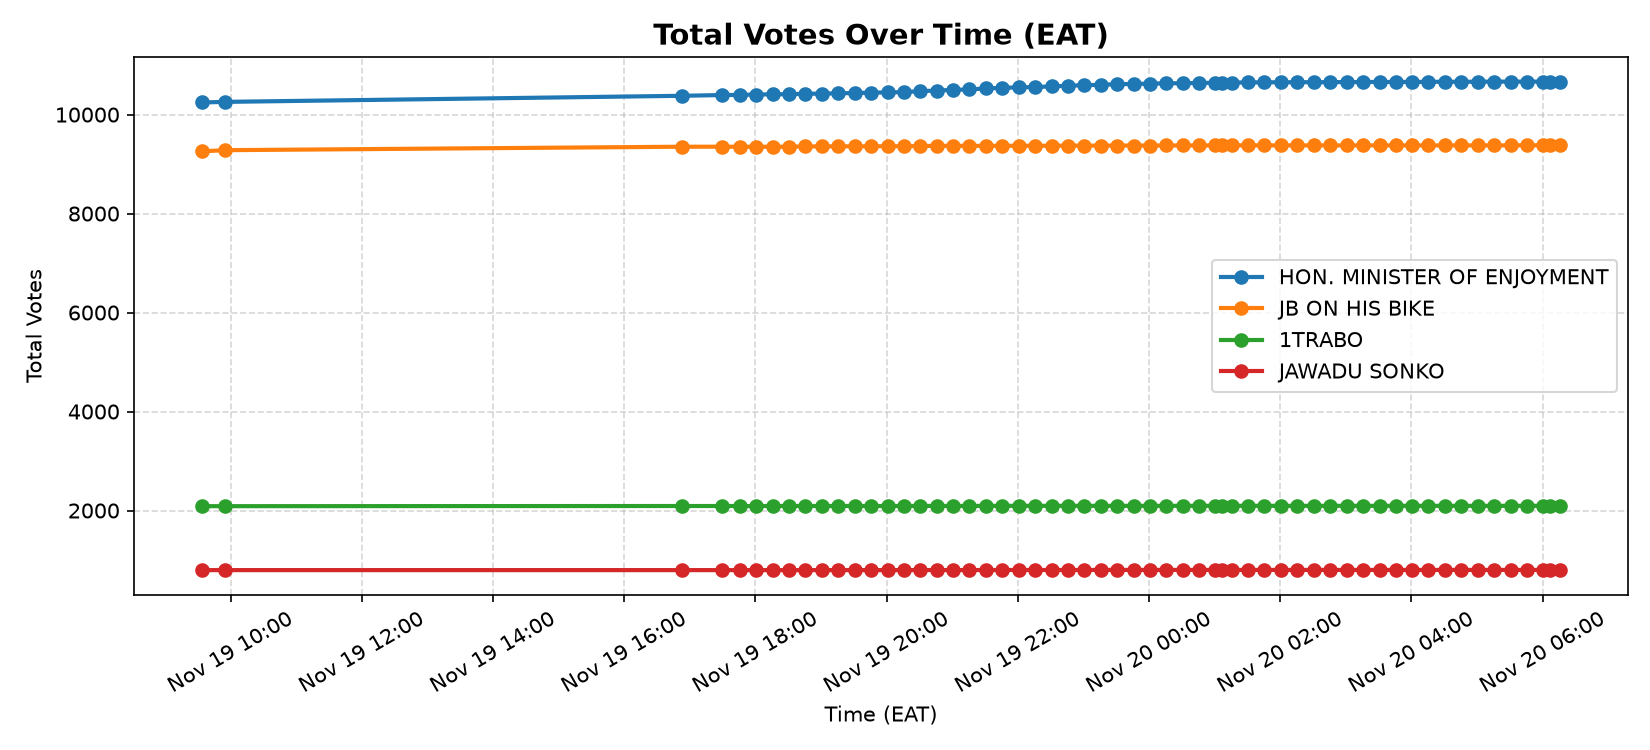 Total Votes Over Time (EAT)
Total Votes
10000
8000
6000
4000
2000
HON. MINISTER OF ENJOYMENT
JB ON HIS BIKE
1TRABO
JAWADU SONKO
Nov 19 10:00
Nov 19 12:00
Nov 19 14:00
Nov 19 16:00
Nov 19 18:00
Nov 19 20:00
Nov 19 22:00
Nov 20 00:00
Nov 20 02:00
Nov 20 04:00
Nov 20 06:00
Time (EAT)